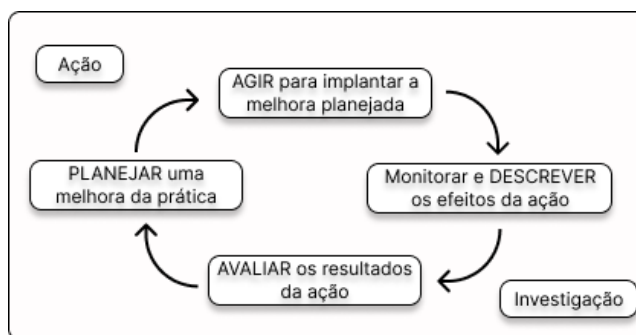 Ação
AGIR para implantar a
melhora planejada
PLANEJAR uma
melhora da prática
Monitorar e DESCREVER
os efeitos da ação
AVALIAR os resultados
da ação
Investigação